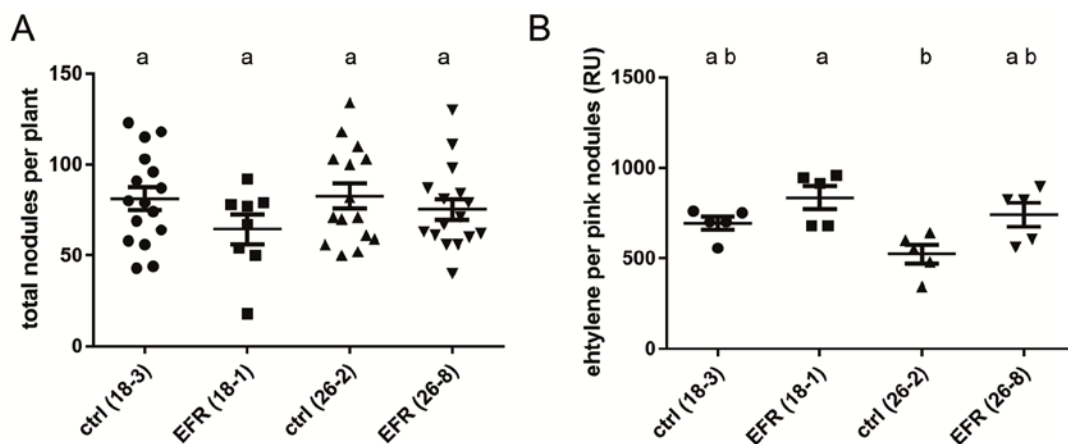 A
a a a a
total nodules per plant
150
100
50
0
ctrl (18-3)
EFR (18-1)
ctrl (26-2)
EFR (26-8)
B
a b a b a b
ehtylene per pink nodules (RU)
1500
1000
500
0
ctrl (18-3)
EFR (18-1)
ctrl (26-2)
EFR (26-8)